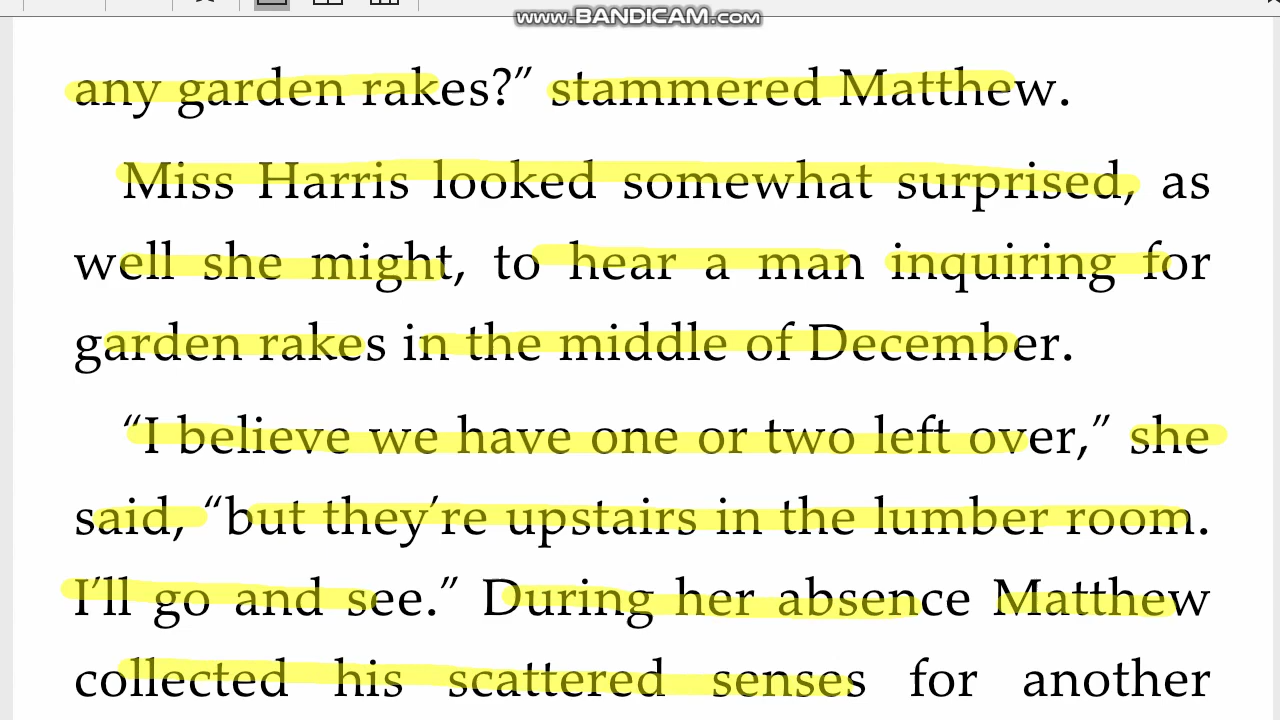 www.BANDICAM.com
any garden rakes?” stammered Matthew.
Miss Harris looked somewhat surprised, as
well she might, to hear a man inquiring for
garden rakes in the middle of December.
“I believe we have one or two left over,” she
said, “but they’re upstairs in the lumber room.
I’ll go and see.” During her absence Matthew
collected his scattered senses for another